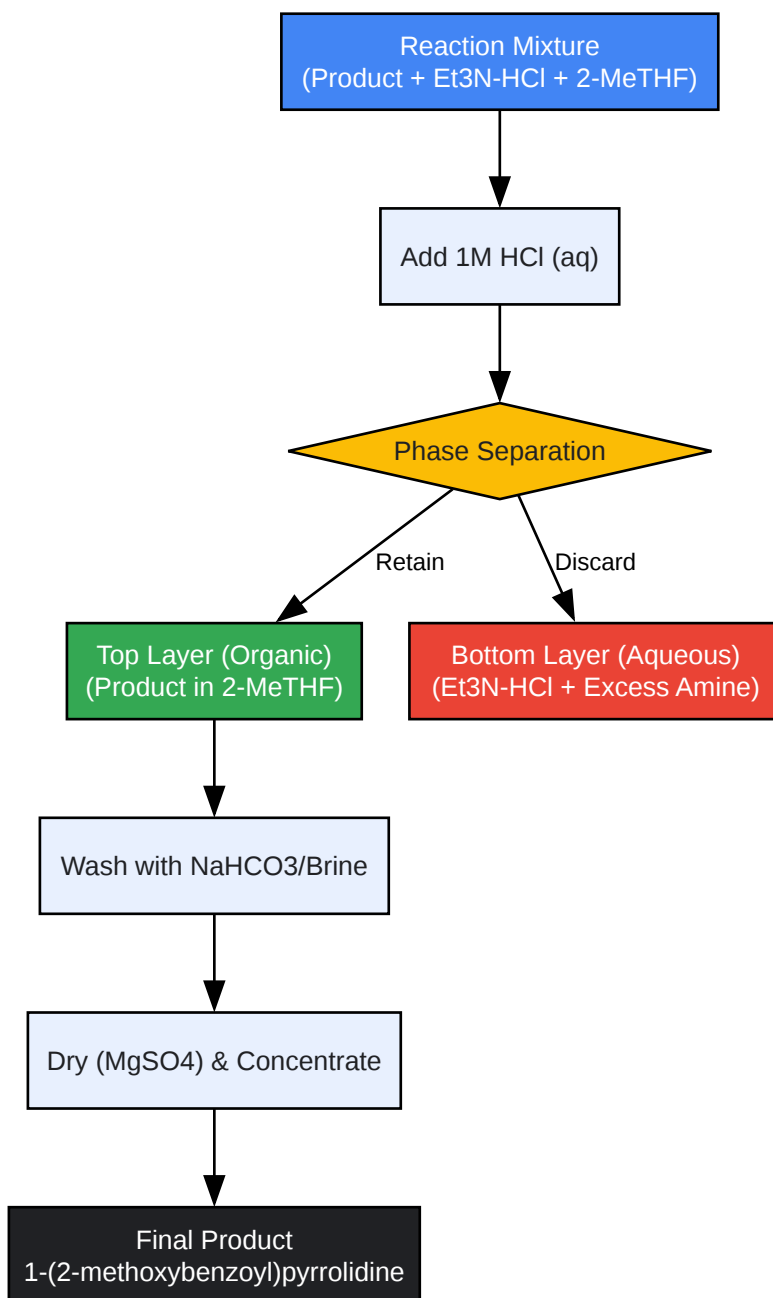 Reaction Mixture
(Product + Et3N-HCl + 2-MeTHF)
Add 1M HCl (aq)
Phase Separation
Retain
Discard
Top Layer (Organic)
(Product in 2-MeTHF)
Bottom Layer (Aqueous)
(Et3N-HCl + Excess Amine)
Wash with NaHCO3/Brine
Dry (MgSO4) & Concentrate
Final Product
1-(2-methoxybenzoyl)pyrrolidine